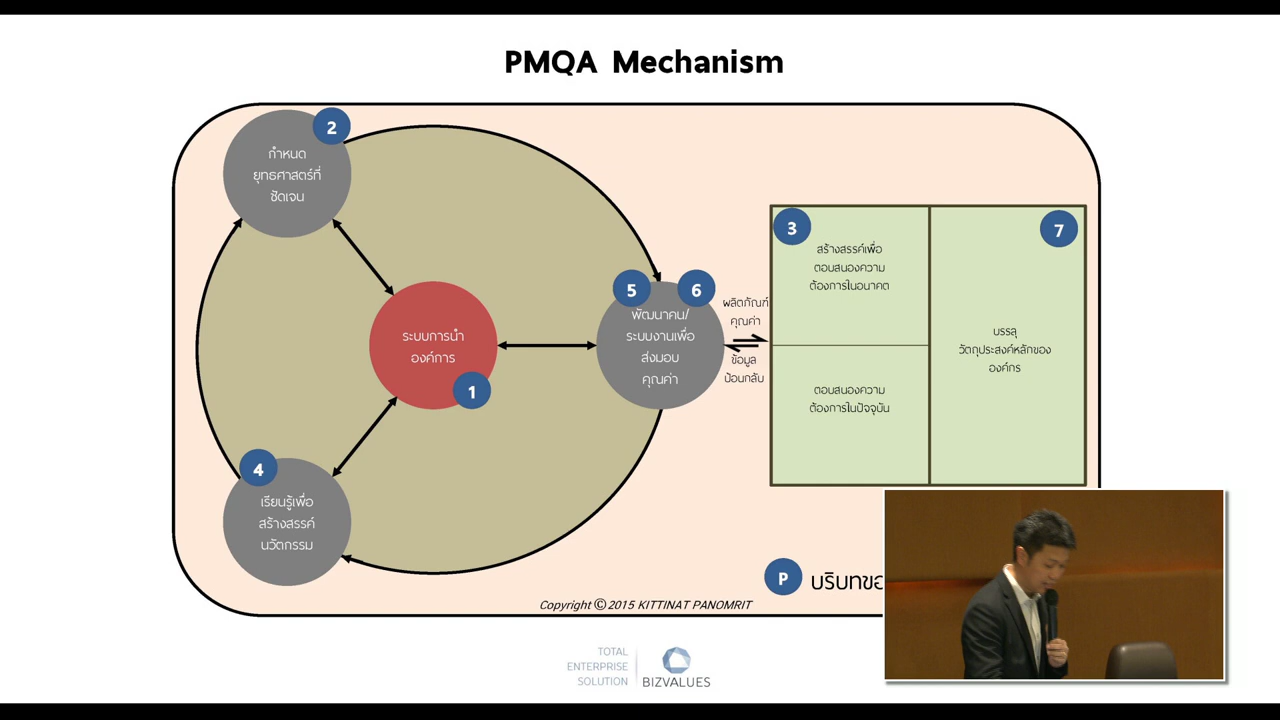 PMQA Mechanism
2
กำหนด
ยุทธศาสตร์ที่
ชัดเจน
ระบบการนำ
องค์การ
1
4
เรียนรู้เพื่อ
สร้างสรรค์
นวัตกรรม
5
6
พัฒนาคน/
ระบบงานเพื่อ
ส่งมอบ
คุณค่า
ผลิตภัณฑ์
คุณค่า
ข้อมูล
ป้อนกลับ
3
สร้างสรรค์เพื่อ
ตอบสนองความ
ต้องการในอนาคต
ตอบสนองความ
ต้องการในปัจจุบัน
7
บรรลุ
วัตถุประสงค์หลักของ
องค์กร
P
Copyright © 2015 KITTINAT PANOMRIT
TOTAL
ENTERPRISE
SOLUTION
BIZVALUES